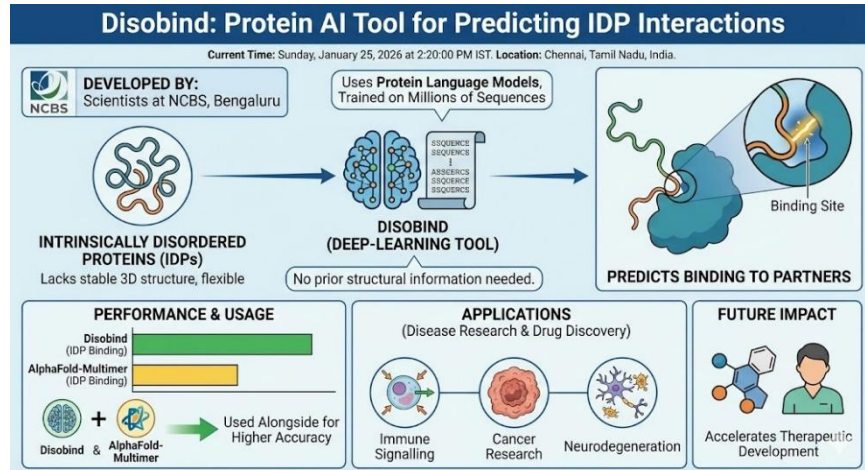 Disobind: Protein AI Tool for Predicting IDP Interactions
Current Time: Sunday, January 25, 2026 at 2:20:00 PM IST. Location: Chennai, Tamil Nadu, India.
NCBS
DEVELOPED BY:
Scientists at NCBS, Bengaluru
Uses Protein Language Models,
Trained on Millions of Sequences
SSQUERCE
SEQUENCS
ASSEERCS
SSQUERCE
SSQUERCS
INTRINSICALLY DISORDERED
PROTEINS (IDPs)
Lacks stable 3D structure, flexible
DISOBIND
(DEEP-LEARNING TOOL)
No prior structural information needed.
Binding Site
PREDICTS BINDING TO PARTNERS
PERFORMANCE & USAGE
Disobind
(IDP Binding)
AlphaFold-Multimer
(IDP Binding)
Disobind
+
&
AlphaFold-
Multimer
Used Alongside for
Higher Accuracy
APPLICATIONS
(Disease Research & Drug Discovery)
Immune
Signalling
Cancer
Research
Neurodegeneration
FUTURE IMPACT
Accelerates Therapeutic
Development